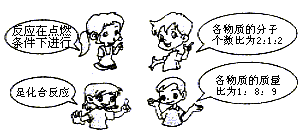 反应在点燃
条件下进行
各物质的分子
个数比为2:1:2
是化合反应
各物质的质量
比为1：8：9